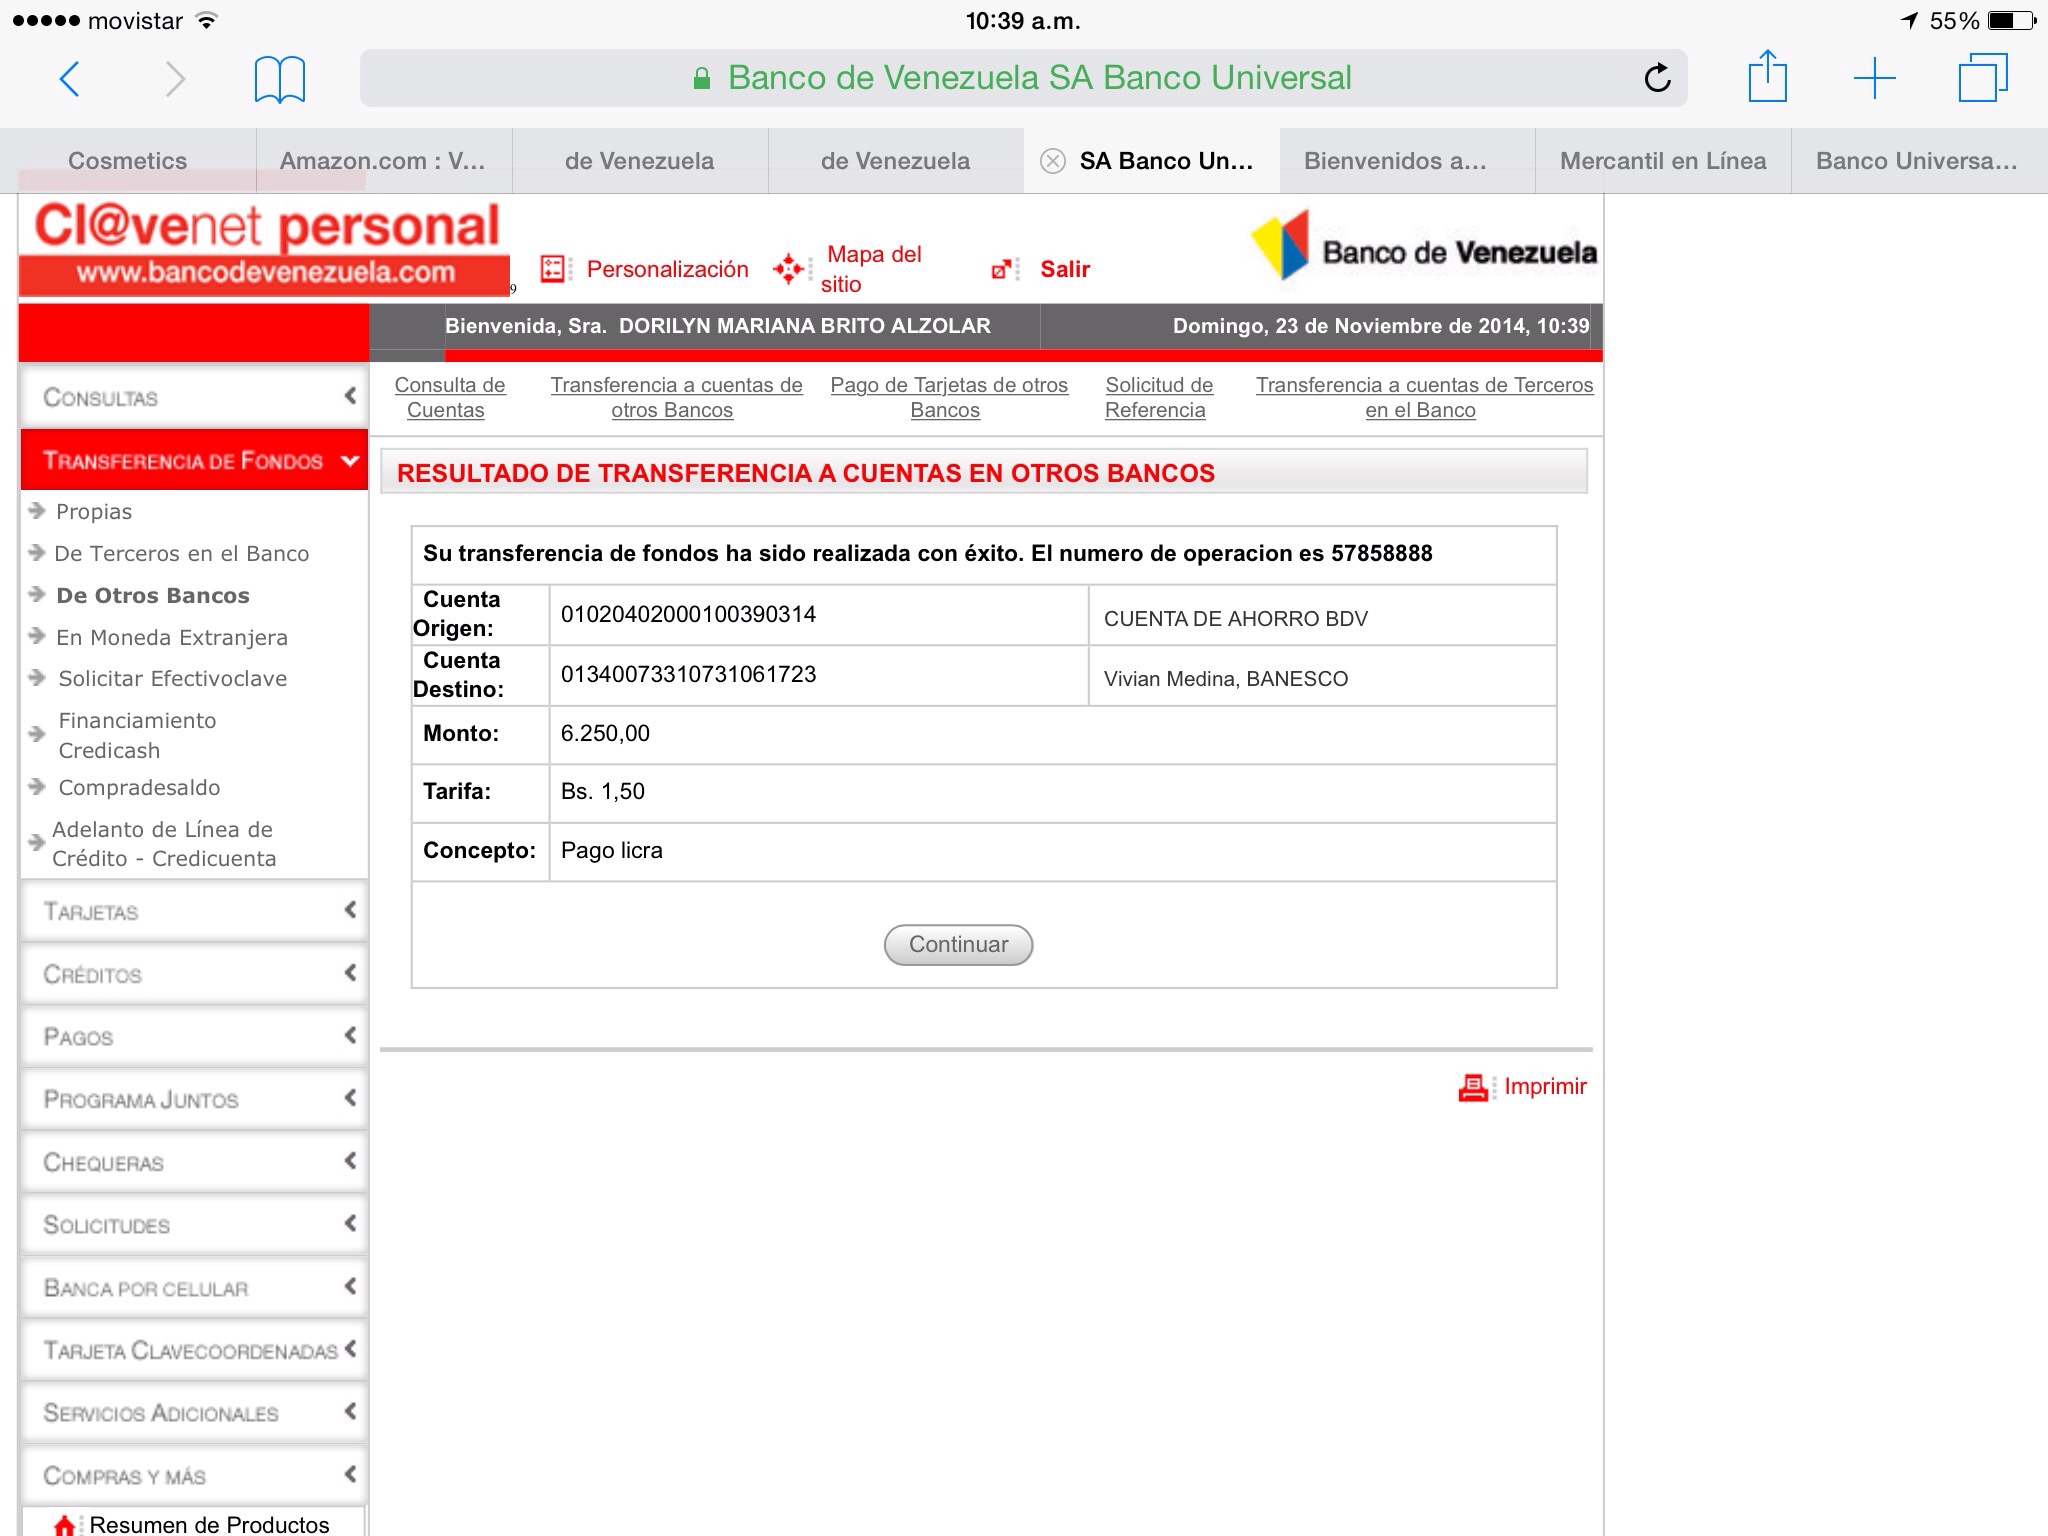 movistar
10:39 a.m.
55%
Banco de Venezuela SA Banco Universal
Cosmetics
Amazon.com : V...
de Venezuela
de Venezuela
SA Banco Un...
Bienvenidos a...
Mercantil en Línea
Banco Universa...
Cl@venet personal
www.bancodevenezuela.com
9
Personalización
Mapa del
sitio
Salir
Banco de Venezuela
Bienvenida, Sra. DORILYN MARIANA BRITO ALZOLAR
Domingo, 23 de Noviembre de 2014, 10:39
Consulta de
Cuentas
Transferencia a cuentas de
otros Bancos
Pago de Tarjetas de otros
Bancos
Solicitud de
Referencia
Transferencia a cuentas de Terceros
en el Banco
CONSULTAS
TRANSFERENCIA DE FONDOS
Propias
De Terceros en el Banco
De Otros Bancos
En Moneda Extranjera
Solicitar Efectivoclave
Financiamiento
Credicash
Compradesaldo
Adelanto de Línea de
Crédito - Credicuenta
TARJETAS
CRÉDITOS
PAGOS
PROGRAMA JUNTOS
CHEQUERAS
SOLICITUDES
BANCA POR CELULAR
TARJETA CLAVECOORDENADAS
SERVICIOS ADICIONALES
COMPRAS Y MÁS
Resumen de Productos
RESULTADO DE TRANSFERENCIA A CUENTAS EN OTROS BANCOS
Su transferencia de fondos ha sido realizada con éxito. El numero de operacion es 57858888
Cuenta
Origen:
01020402000100390314
CUENTA DE AHORRO BDV
Cuenta
Destino:
01340073310731061723
Vivian Medina, BANESCO
Monto:
6.250,00
Tarifa:
Bs. 1,50
Concepto:
Pago licra
Continuar
Imprimir